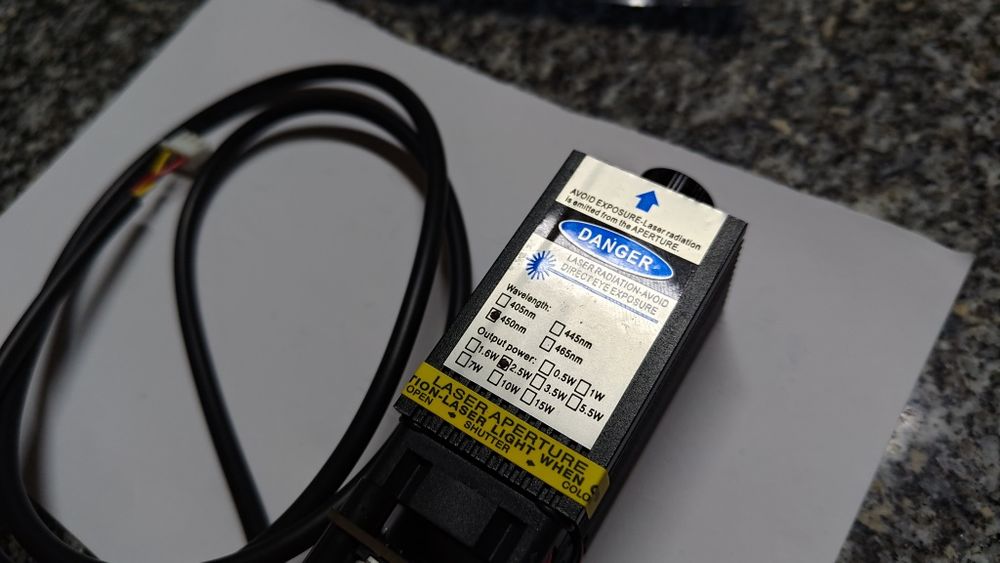 AVOID EXPOSURE-Laser radiation
is emitted from the APERTURE.
DANGER
LASER RADIATION-AVOID
DIRECT EYE EXPOSURE
Wavelength:
405nm 445nm
450nm 465nm
Output power: 0.5W 1W
1.6W 2.5W 3.5W 5.5W
7W 10W 15W
LASER APERTURE
TION-LASER LIGHT WHEN
OPEN SHUTTER COLO